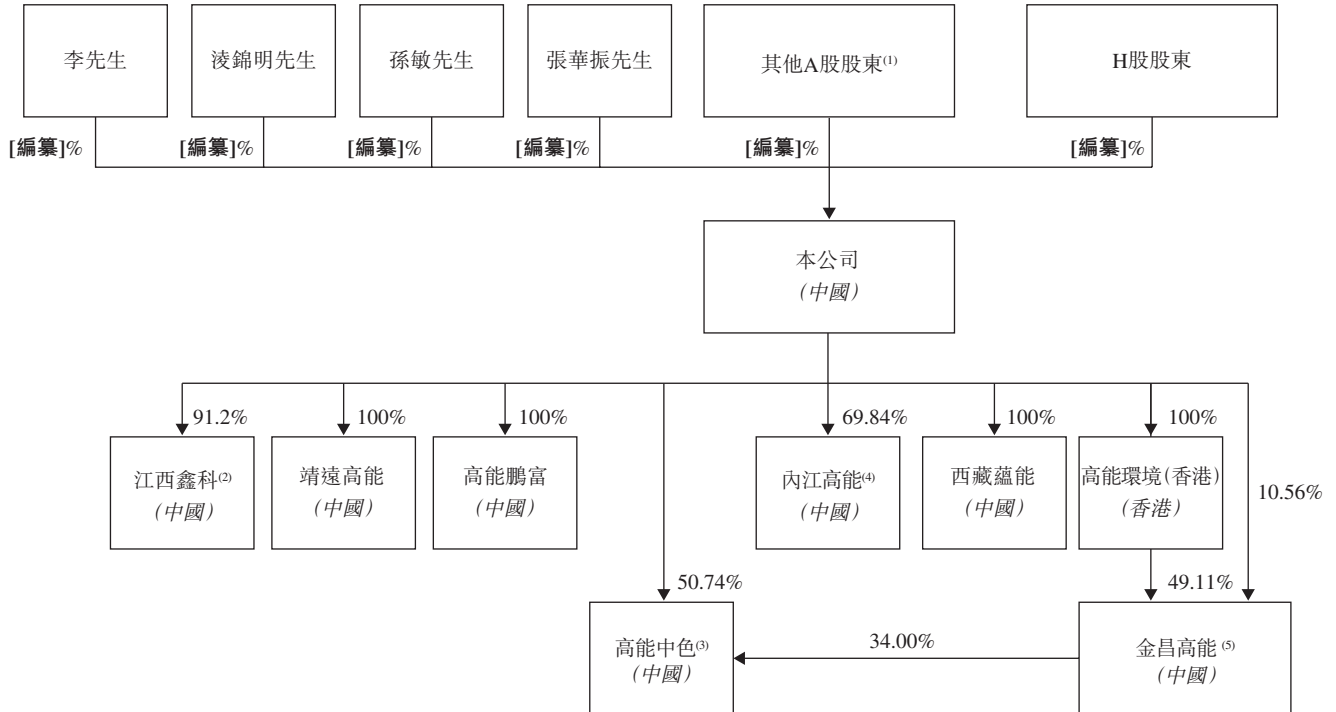 李先生
淩錦明先生
孫敏先生
張華振先生
其他A股股東(1)
H股股東
[編纂]%
[編纂]%
[編纂]%
[編纂]%
[編纂]%
[編纂]%
本公司
(中國)
91.2%
100%
100%
69.84%
100%
100%
江西鑫科(2)
(中國)
靖遠高能
(中國)
高能鵬富
(中國)
內江高能(4)
(中國)
西藏蘊能
(中國)
高能環境(香港)
(香港)
10.56%
50.74%
49.11%
高能中色(3)
(中國)
34.00%
金昌高能(5)
(中國)